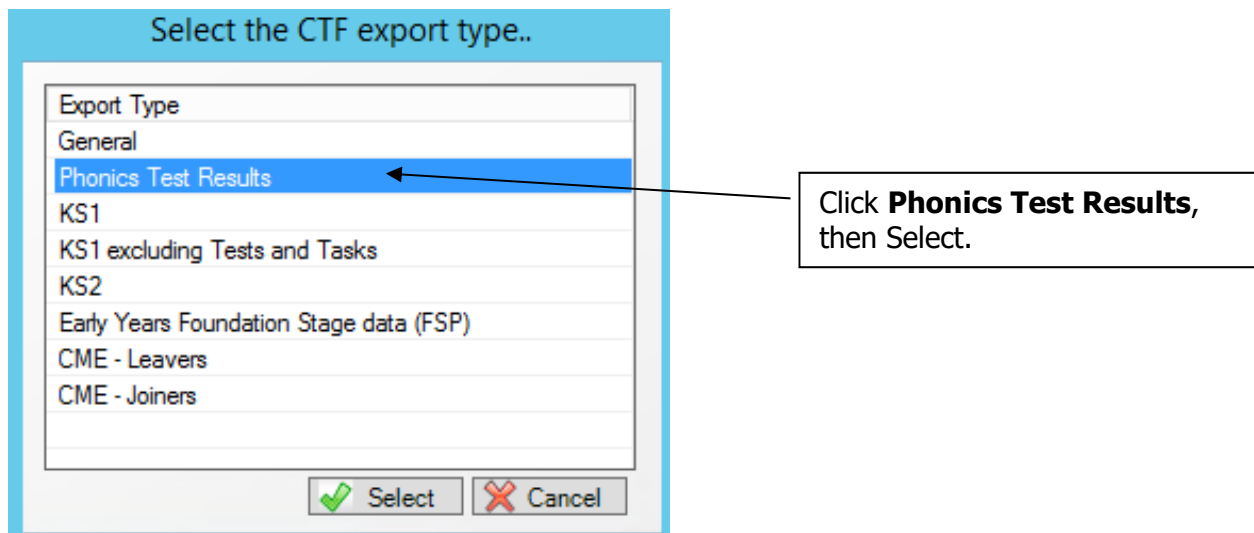 Select the CTF export type..
Export Type
General
Phonics Test Results
KS1
KS1 excluding Tests and Tasks
KS2
Early Years Foundation Stage data (FSP)
CME - Leavers
CME - Joiners
Select
Cancel
Click Phonics Test Results,
then Select.